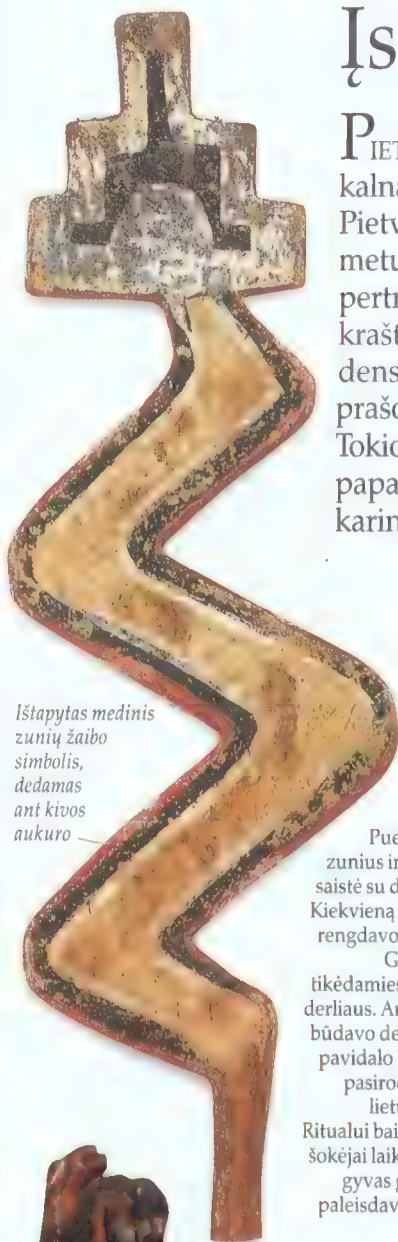 Įs
PIET
kalna
Pietv
metu
pertr
krašt
dens
prašo
Tokio
papa
karin
Ištapytas medinis
zunių žaibo
simbolis,
dedamas
ant kivos
aukuro
Pue
zunius ir
saistė su d
Kiekvieną
rengdavo
G
tikėdamies
derliaus. Ar
būdavo de
pavidalo
pasiro
liet
Ritualui bai
šokėjai laik
gyvas g
paleisdav